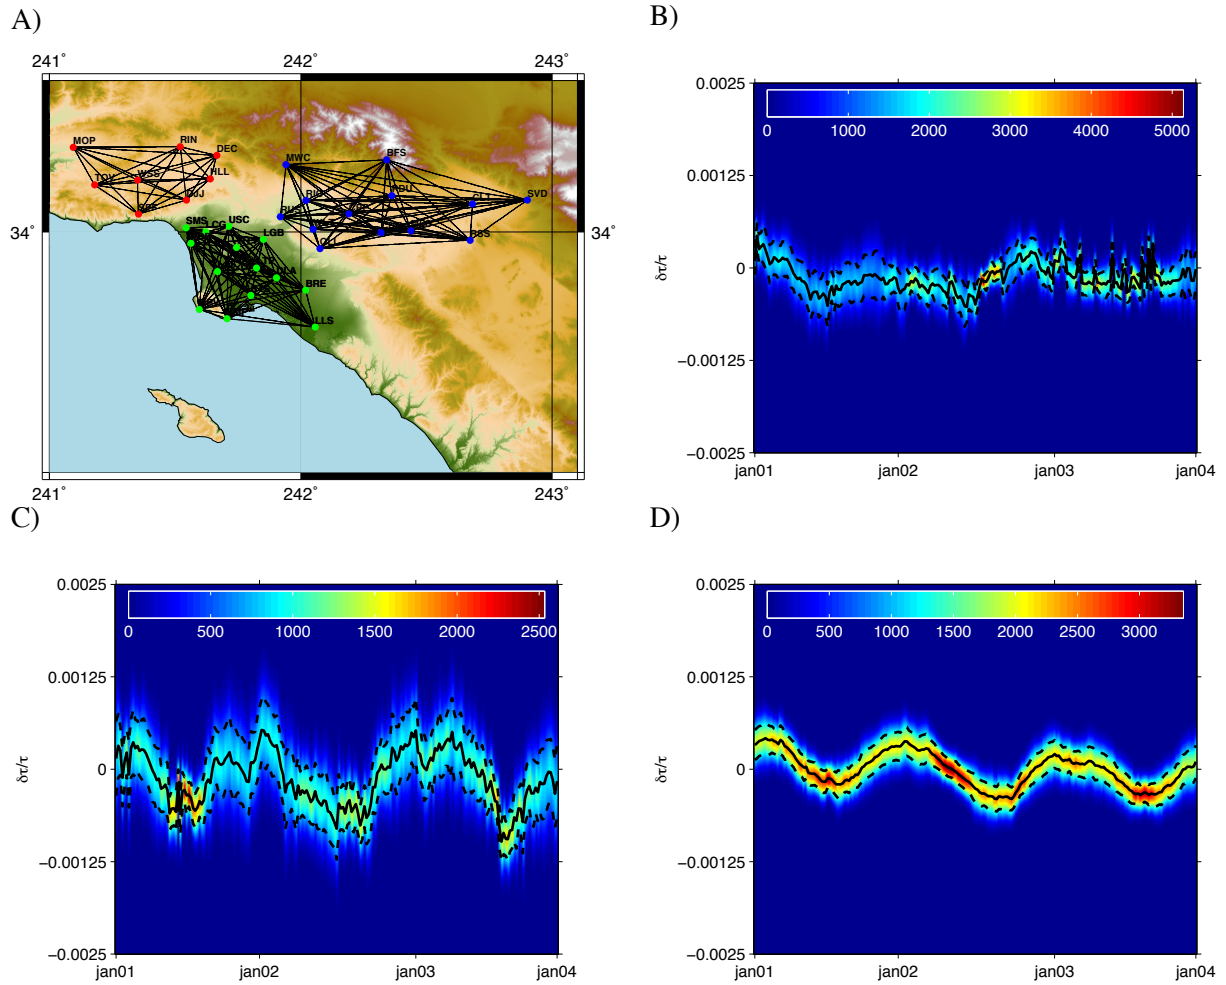 A)
B)
241° 242° 243°
MOP
RIN
DEC
HLL
MWC
BFS
SVD
SMS
LCG
USC
LGB
BRE
LLS
34° 34°
241° 242° 243°
0.0025
0.00125
0
−0.00125
−0.0025
δτ/τ
0 1000 2000 3000 4000 5000
jan01 jan02 jan03 jan04
C)
D)
0.0025
0.00125
0
−0.00125
−0.0025
δτ/τ
0 500 1000 1500 2000 2500
jan01 jan02 jan03 jan04
0.0025
0.00125
0
−0.00125
−0.0025
δτ/τ
0 500 1000 1500 2000 2500 3000
jan01 jan02 jan03 jan04